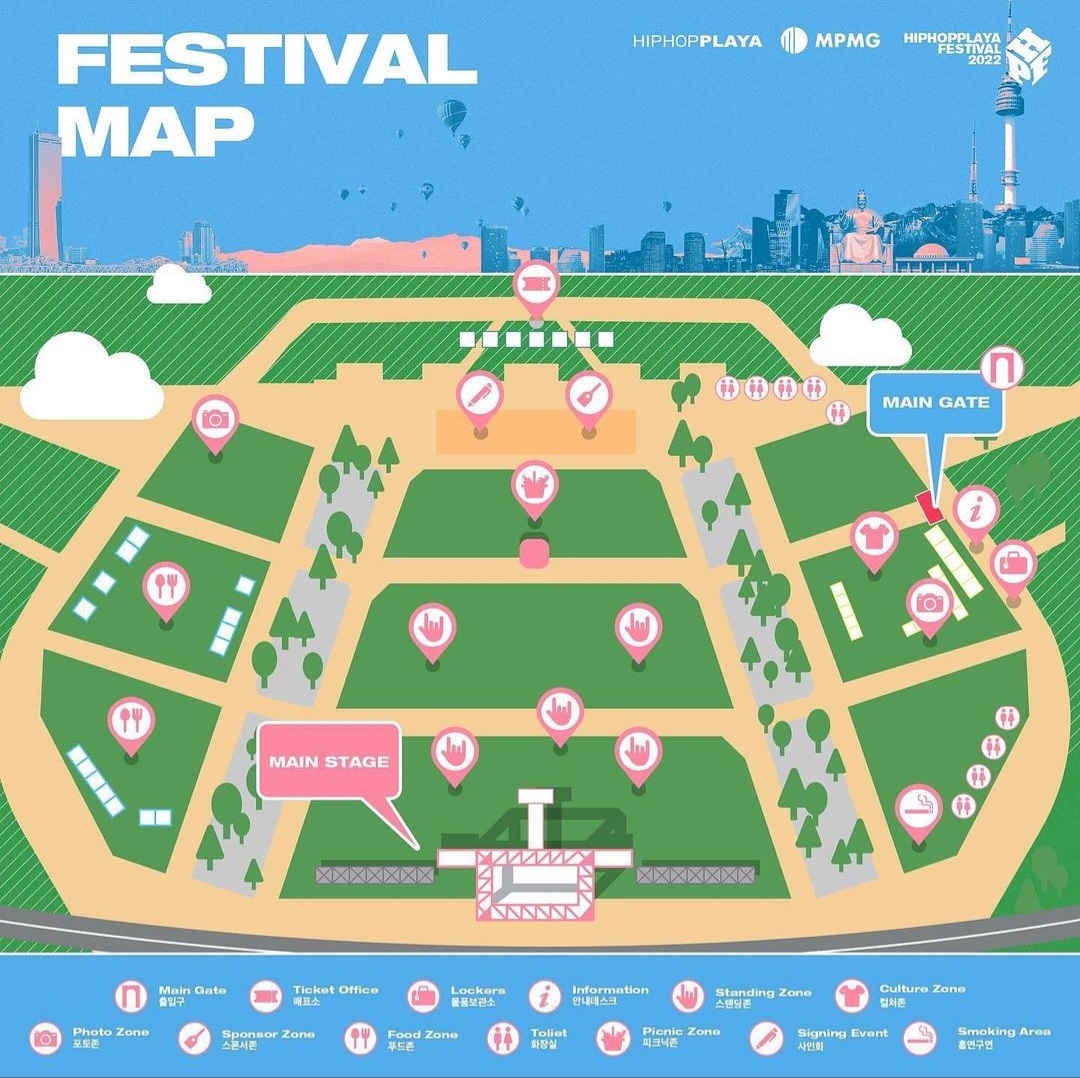 FESTIVAL
MAP
HIPHOPPLAYA
MPMG
HIPHOPPLAYA
FESTIVAL
2022
HPF
MAIN GATE
MAIN STAGE
Main Gate
출입구
Ticket Office
매표소
Lockers
물품보관소
Information
안내데스크
Standing Zone
스탠딩존
Culture Zone
컬처존
Photo Zone
포토존
Sponsor Zone
스폰서존
Food Zone
푸드존
Toliet
화장실
Picnic Zone
피크닉존
Signing Event
사인회
Smoking Area
흡연구연